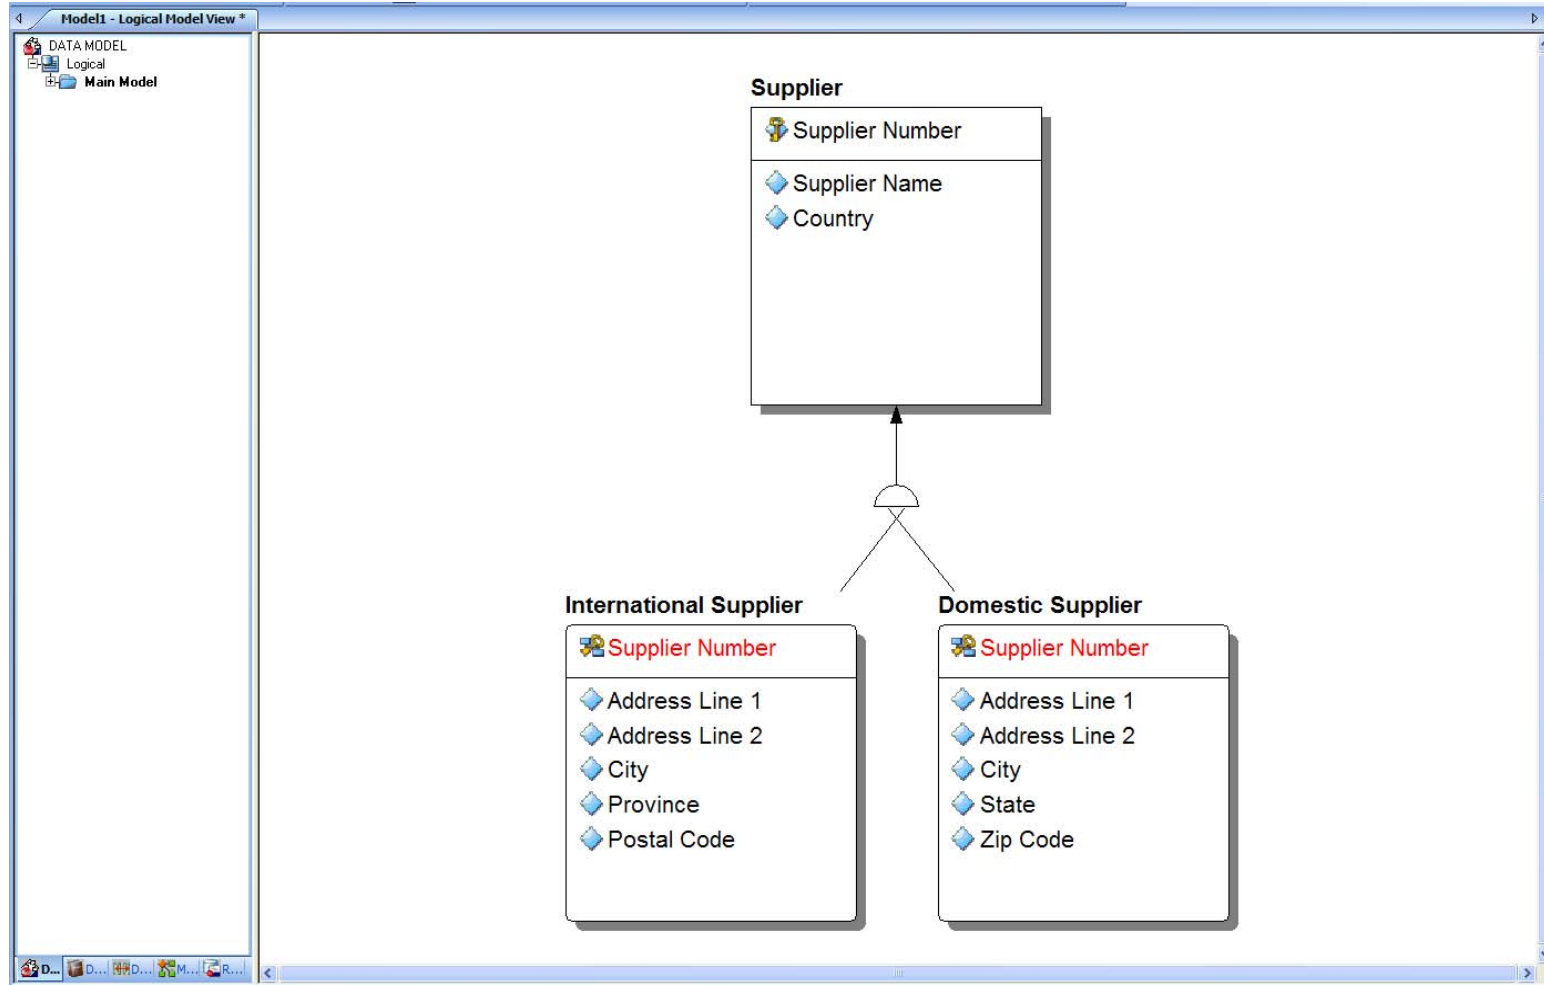 Model1 - Logical Model View *
DATA MODEL
Logical
Main Model
Supplier
Supplier Number
Supplier Name
Country
International Supplier
Supplier Number
Address Line 1
Address Line 2
City
Province
Postal Code
Domestic Supplier
Supplier Number
Address Line 1
Address Line 2
City
State
Zip Code
D... D... D... M... R...